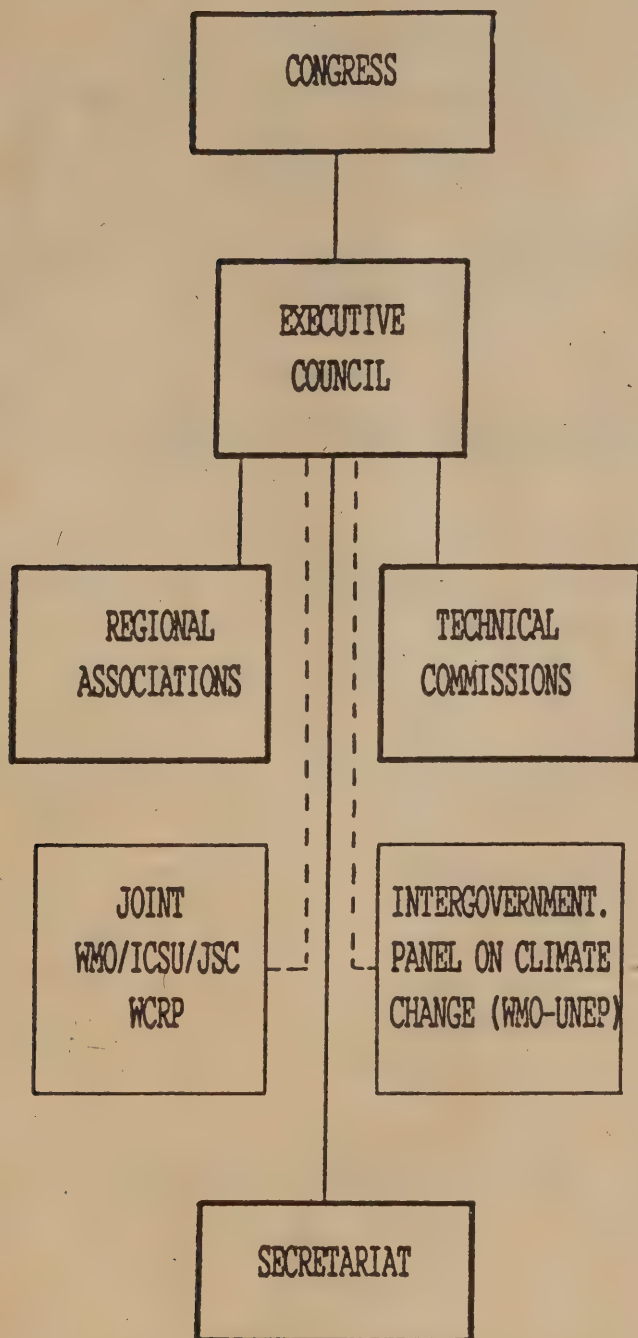 CONGRESS
EXECUTIVE
COUNCIL
REGIONAL
ASSOCIATIONS
TECHNICAL
COMMISSIONS
JOINT
WMO/ICSU/JSC
WCRP
INTERGOVERNMENT.
PANEL ON CLIMATE
CHANGE (WMO-UNEP)
SECRETARIAT